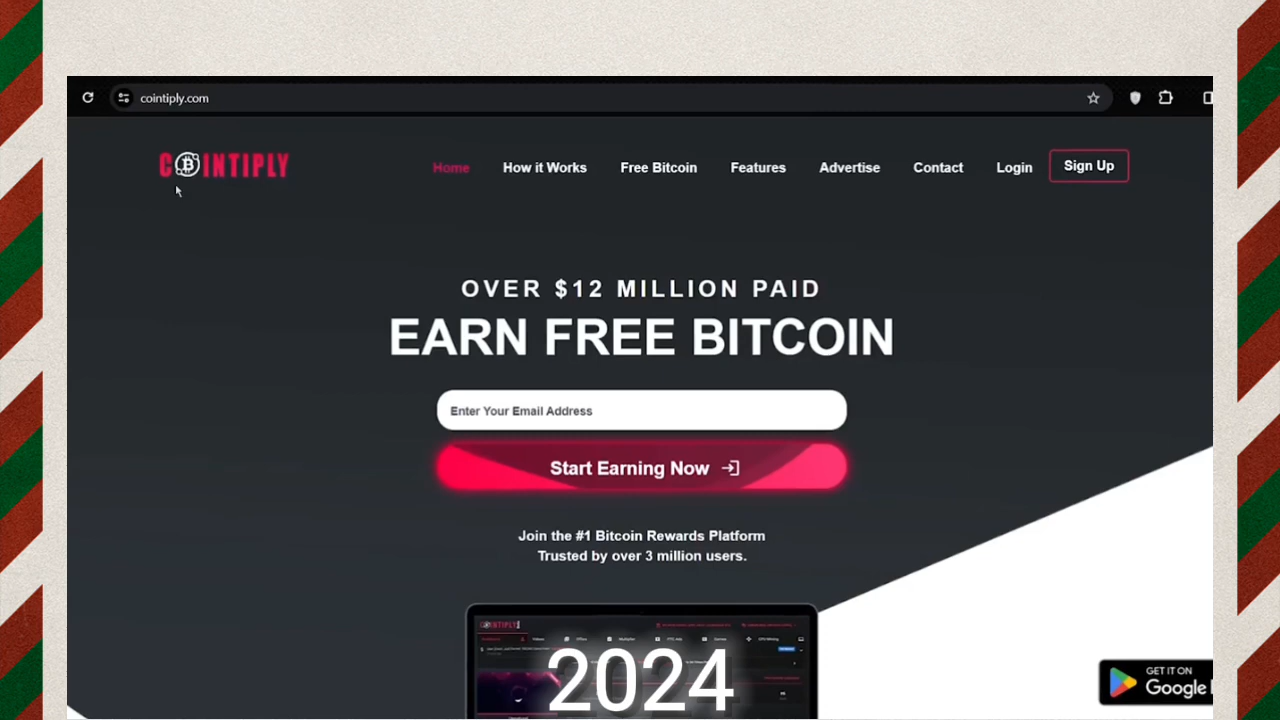 cointiply.com
COINTIPLY
Home
How it Works
Free Bitcoin
Features
Advertise
Contact
Login
Sign Up
OVER $12 MILLION PAID
EARN FREE BITCOIN
Enter Your Email Address
Start Earning Now
Join the #1 Bitcoin Rewards Platform
Trusted by over 3 million users.
COINTIPLY
2024
GET IT ON
Google